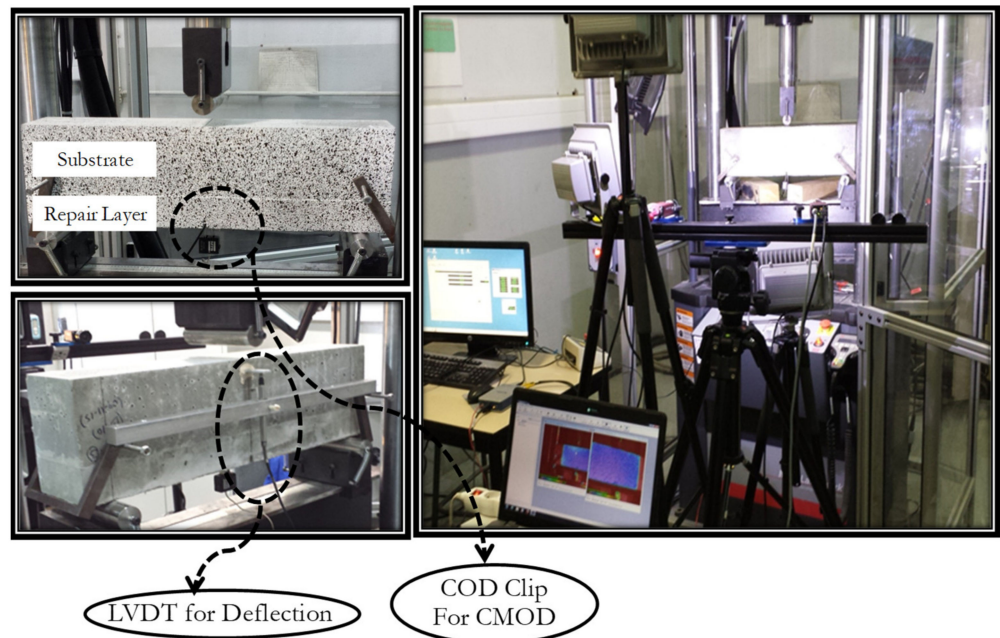 Substrate
Repair Layer
LVDT for Deflection
COD Clip
For CMOD